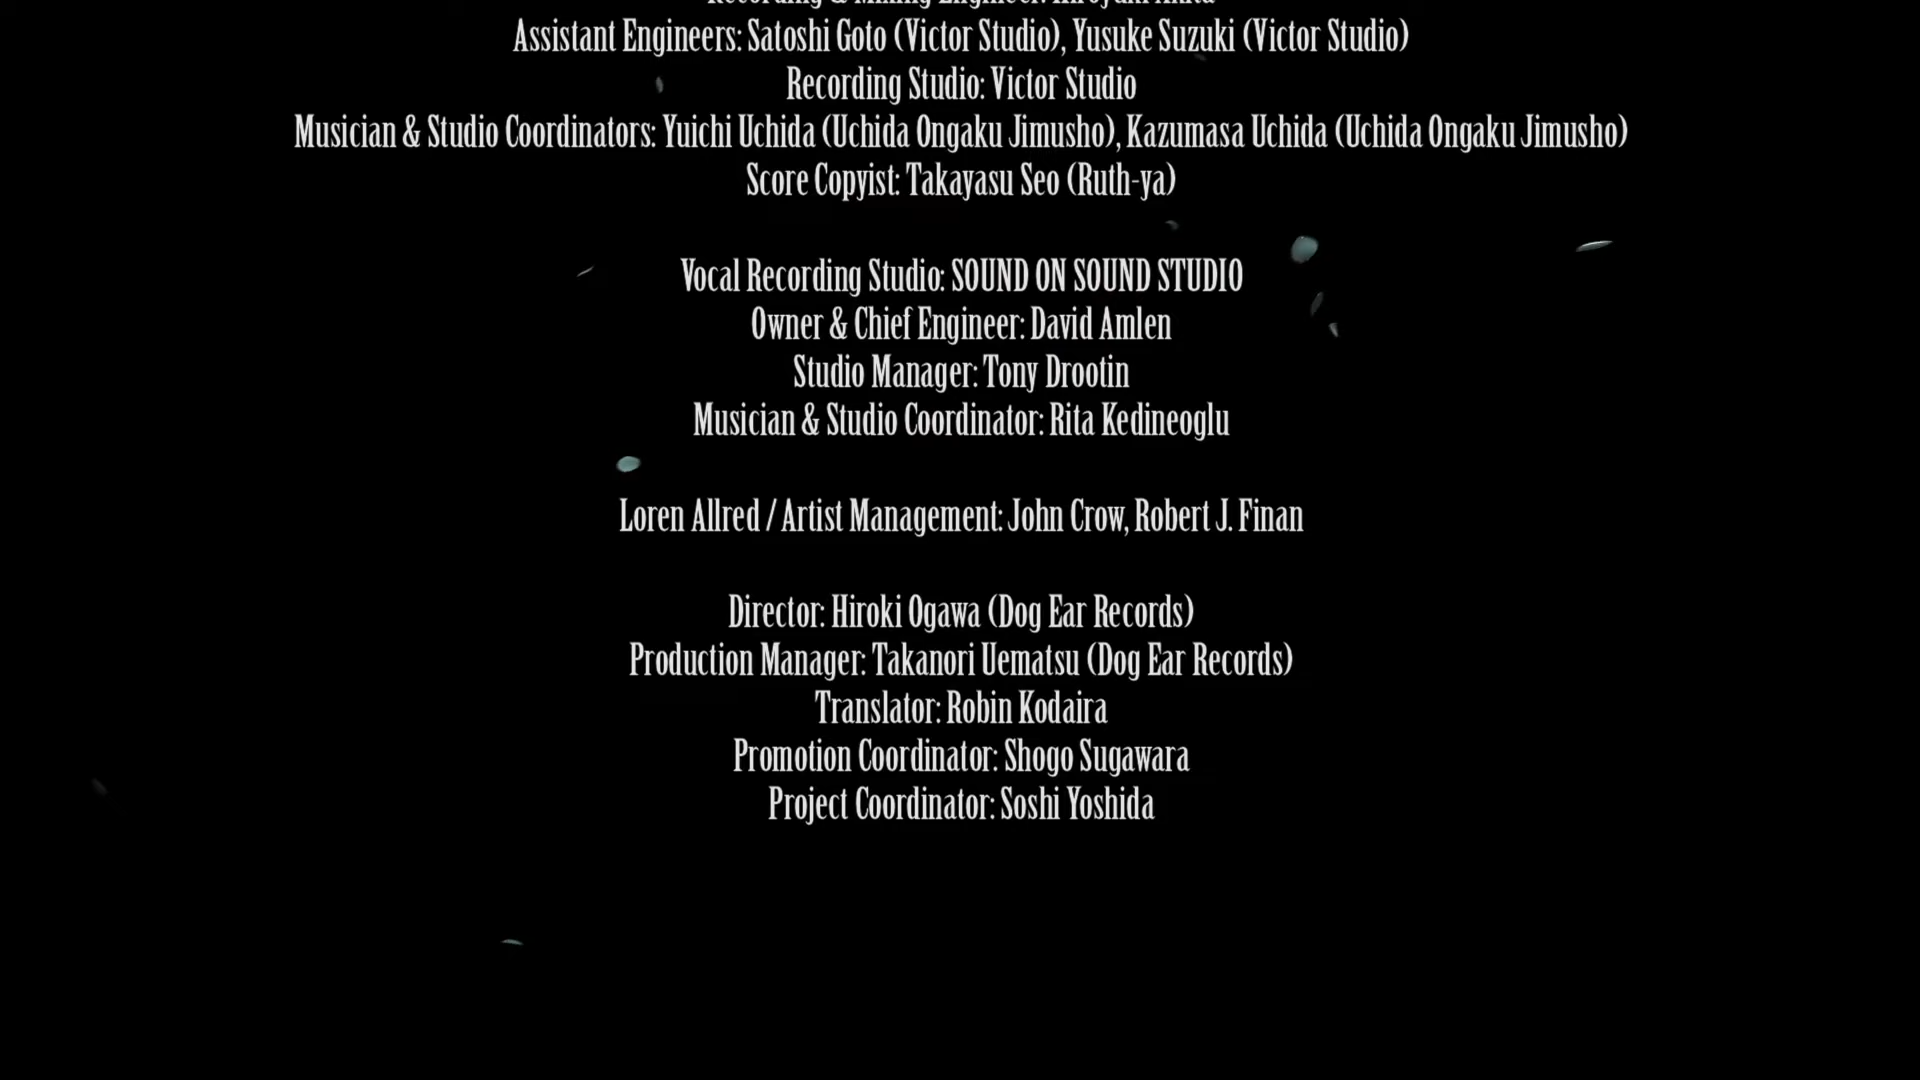 Assistant Engineers: Satoshi Goto (Victor Studio), Yusuke Suzuki (Victor Studio)
Recording Studio: Victor Studio
Musician & Studio Coordinators: Yuichi Uchida (Uchida Ongaku Jimusho), Kazumasa Uchida (Uchida Ongaku Jimusho)
Score Copyist: Takayasu Seo (Ruth-ya)
Vocal Recording Studio: SOUND ON SOUND STUDIO
Owner & Chief Engineer: David Amlen
Studio Manager: Tony Drootin
Musician & Studio Coordinator: Rita Kedineoglu
Loren Allred / Artist Management: John Crow, Robert J. Finan
Director: Hiroki Ogawa (Dog Ear Records)
Production Manager: Takanori Uematsu (Dog Ear Records)
Translator: Robin Kodaira
Promotion Coordinator: Shogo Sugawara
Project Coordinator: Soshi Yoshida